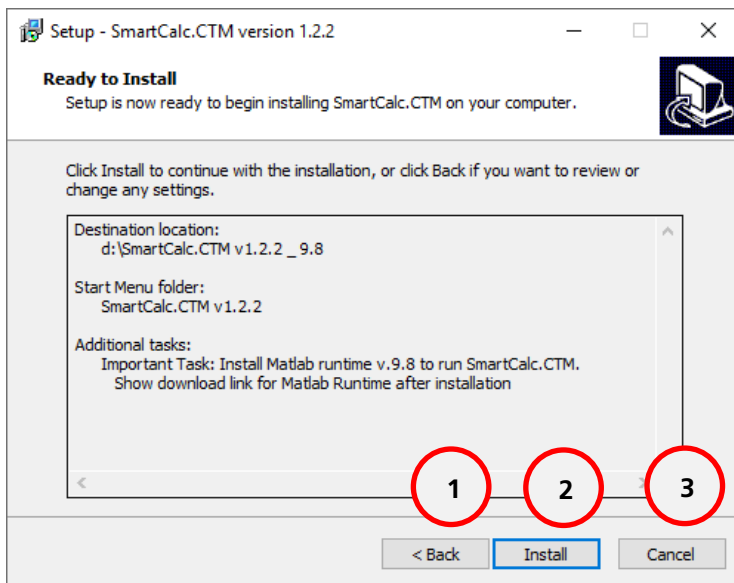 Setup - SmartCalc.CTM version 1.2.2
Ready to Install
Setup is now ready to begin installing SmartCalc.CTM on your computer.
Click Install to continue with the installation, or click Back if you want to review or
change any settings.
Destination location:
d:\SmartCalc.CTM v1.2.2 _ 9.8
Start Menu folder:
SmartCalc.CTM v1.2.2
Additional tasks:
Important Task: Install Matlab runtime v.9.8 to run SmartCalc.CTM.
Show download link for Matlab Runtime after installation
1 2 3
< Back Install Cancel